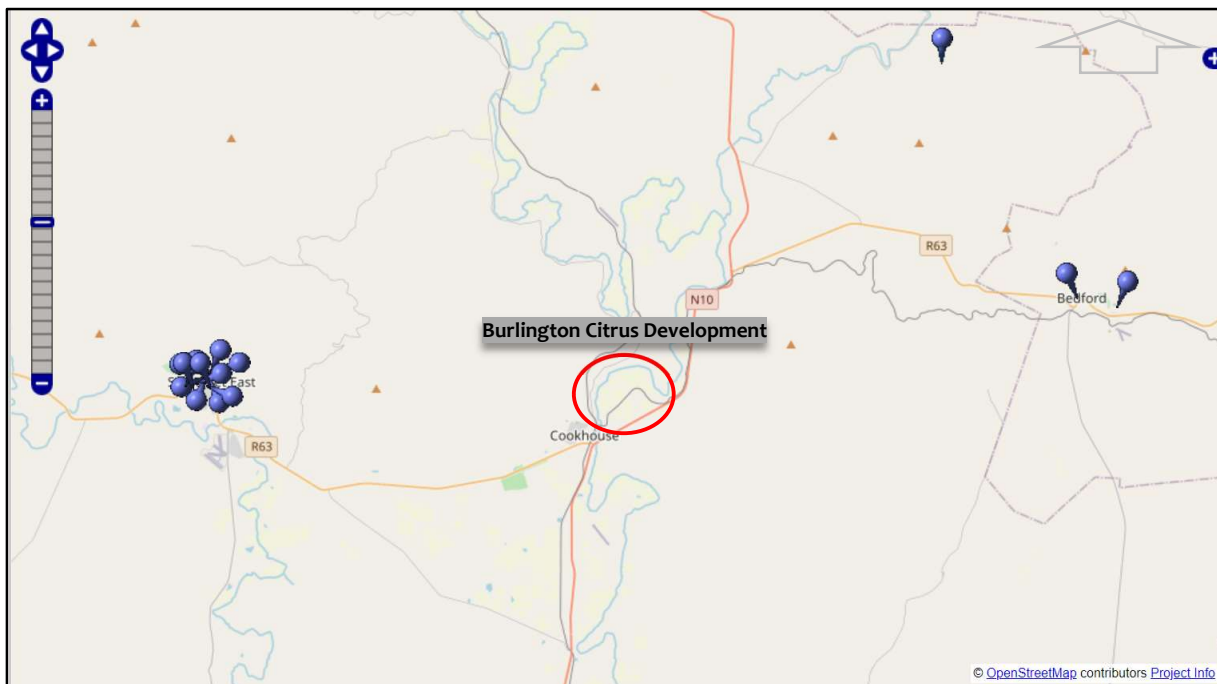 R63
N10
Bedford
Burlington Citrus Development
East
R63
Cookhouse
© OpenStreetMap contributors Project Info